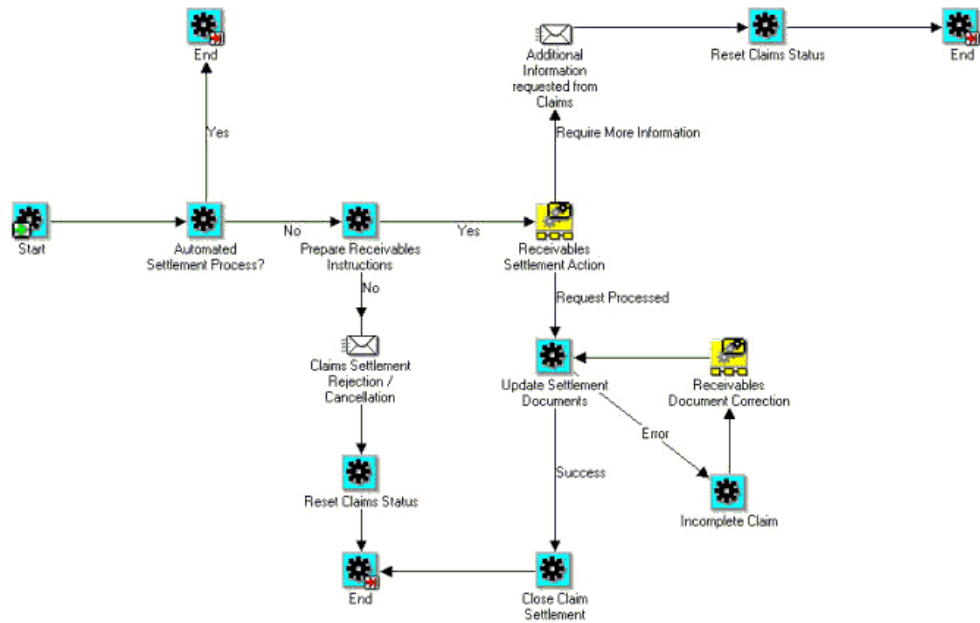 End
Additional
Information
requested from
Claims
Reset Claims Status
End
Yes
Require More Information
Start
Automated
Settlement Process?
No
Prepare Receivables
Instructions
Yes
Receivables
Settlement Action
No
Request Processed
Claims Settlement
Rejection /
Cancellation
Update Settlement
Documents
Receivables
Document Correction
Error
Success
Reset Claims Status
Incomplete Claim
End
Close Claim
Settlement